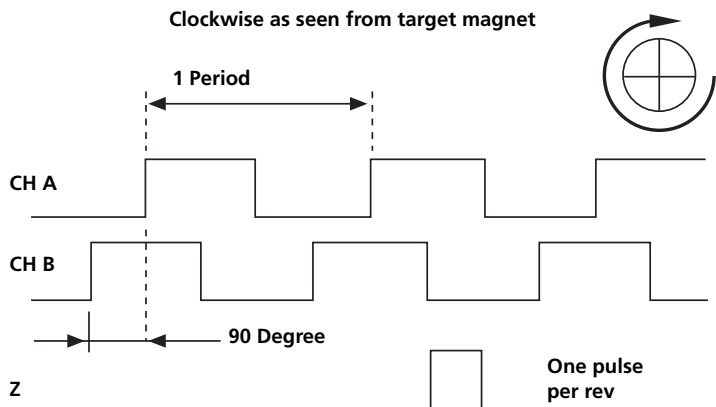 Clockwise as seen from target magnet
1 Period
CH A
CH B
90 Degree
Z
One pulse
per rev